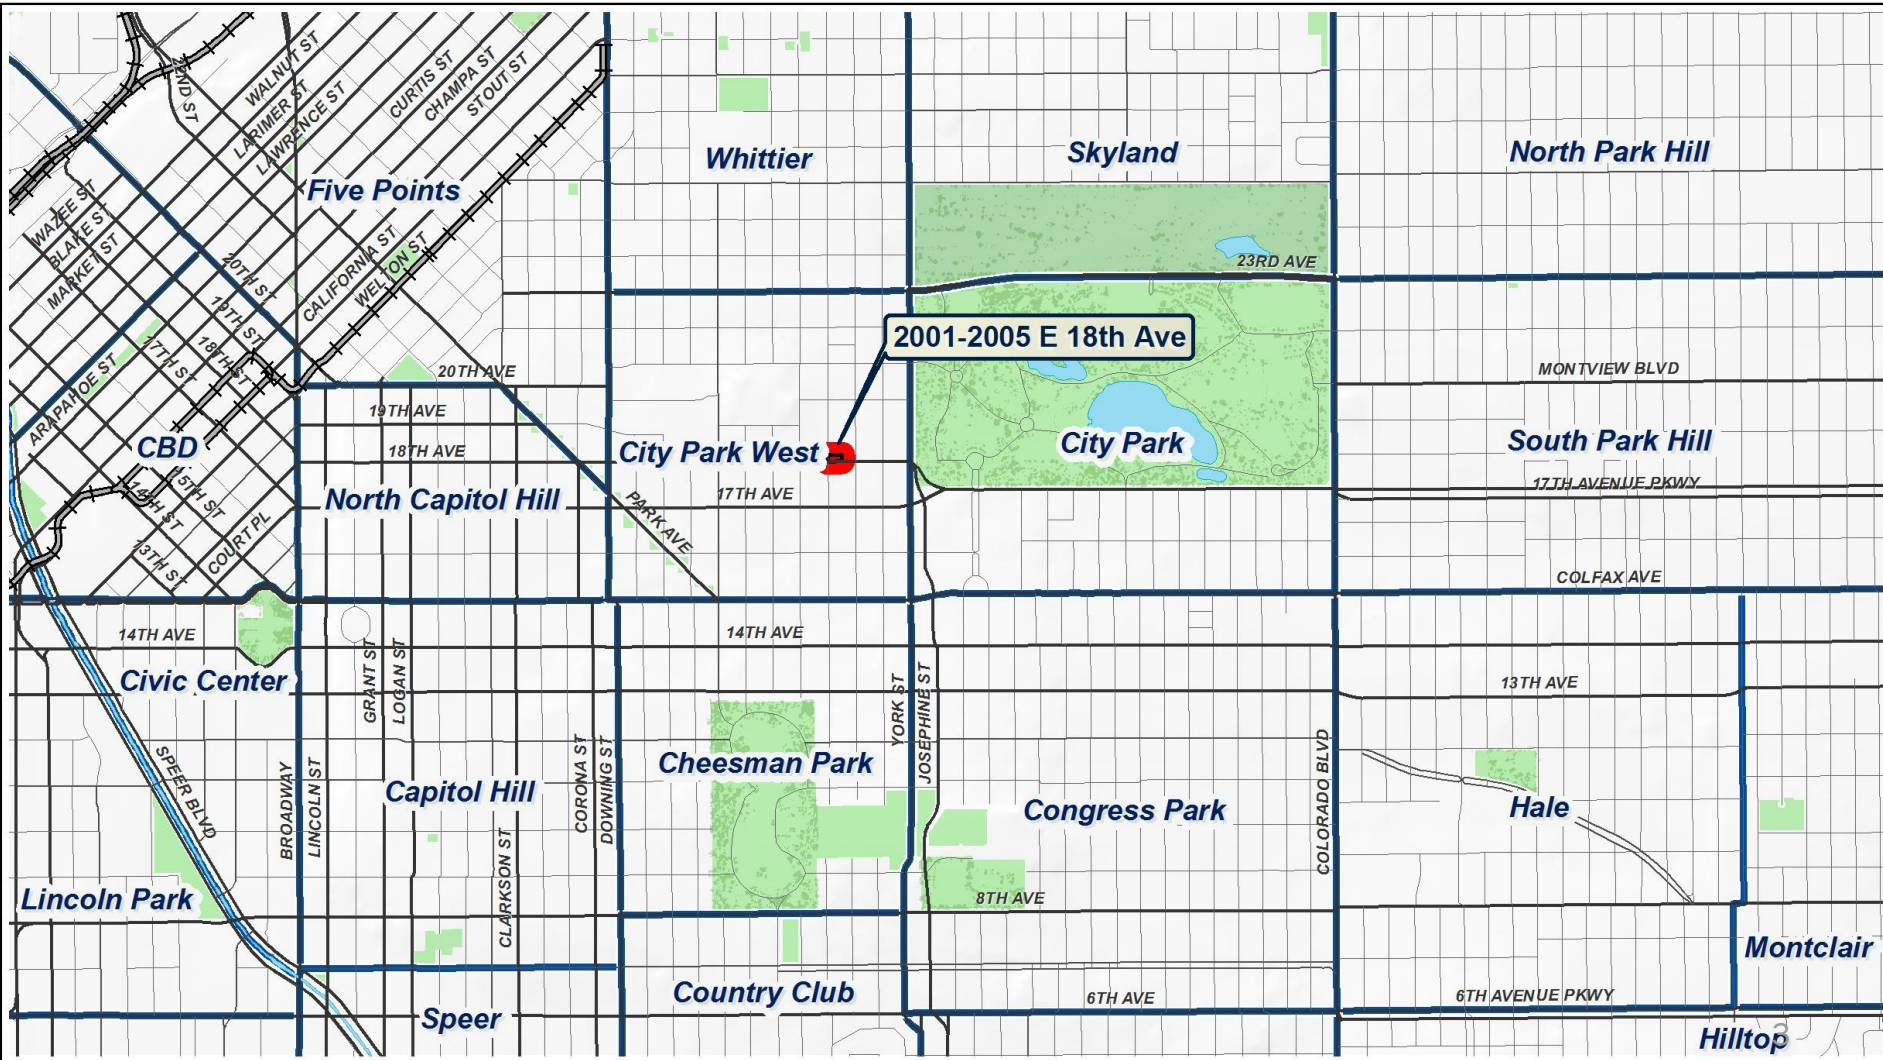 22ND ST
WALNUT ST
LARIMER ST
LAWRENCE ST
CURTIS ST
CHAMPA ST
STOUT ST
Whittier
Skyland
North Park Hill
Five Points
WAZEE ST
BLAKE ST
MARKET ST
20TH ST
CALIFORNIA ST
WELTON ST
23RD AVE
19TH ST
2001-2005 E 18th Ave
17TH ST
18TH ST
ARAPAHOE ST
20TH AVE
MONTVIEW BLVD
19TH AVE
CBD
18TH AVE
City Park West
City Park
South Park Hill
15TH ST
14TH ST
North Capitol Hill
17TH AVE
17TH AVENUE PKWY
PARK AVE
COURT PL
13TH ST
COLFAX AVE
14TH AVE
14TH AVE
Civic Center
GRANT ST
LOGAN ST
YORK ST
JOSEPHINE ST
13TH AVE
SPEER BLVD
BROADWAY
LINCOLN ST
Capitol Hill
CORONA ST
DOWNING ST
Cheesman Park
Congress Park
COLORADO BLVD
Hale
CLARKSON ST
Lincoln Park
8TH AVE
Montclair
Country Club
6TH AVE
6TH AVENUE PKWY
Speer
Hilltop
3